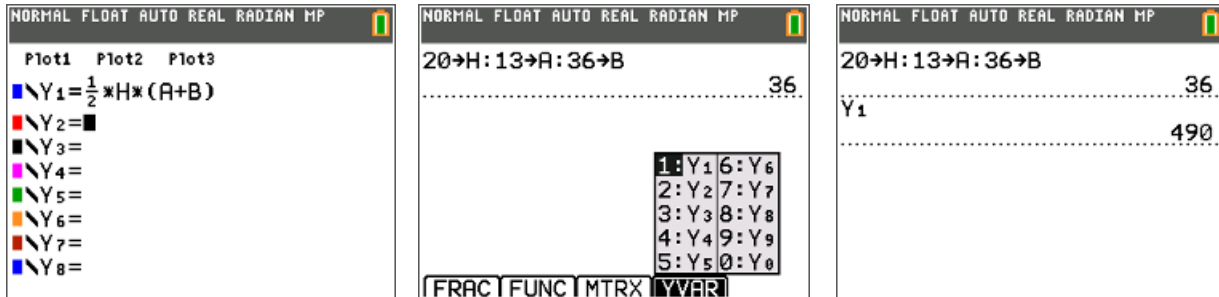 NORMAL FLOAT AUTO REAL RADIAN MP
Plot1 Plot2 Plot3
\Y₁=½*H*(A+B)
\Y₂=
\Y₃=
\Y₄=
\Y₅=
\Y₆=
\Y₇=
\Y₈=
NORMAL FLOAT AUTO REAL RADIAN MP
20→H:13→A:36→B
36
1:Y₁ 6:Y₆
2:Y₂ 7:Y₇
3:Y₃ 8:Y₈
4:Y₄ 9:Y₉
5:Y₅ 0:Y₀
FRAC FUNC MTRX YVAR
NORMAL FLOAT AUTO REAL RADIAN MP
20→H:13→A:36→B
36
Y₁
490